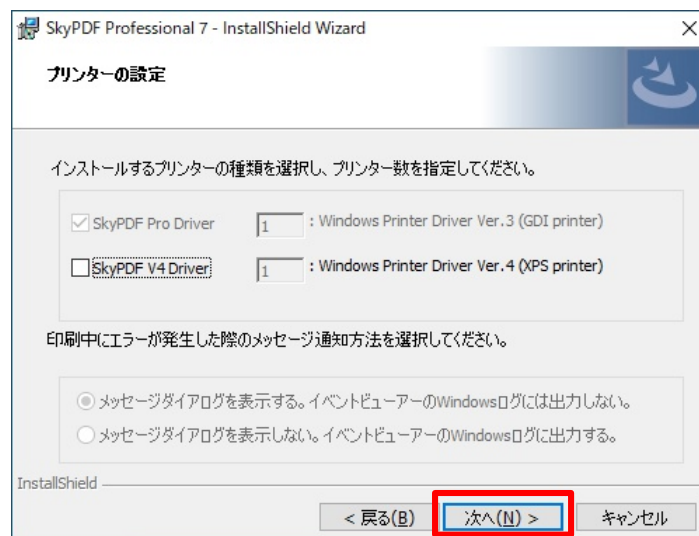 SkyPDF Professional 7 - InstallShield Wizard
プリンターの設定
インストールするプリンターの種類を選択し、プリンター数を指定してください。
SkyPDF Pro Driver 1 : Windows Printer Driver Ver.3 (GDI printer)
SkyPDF V4 Driver 1 : Windows Printer Driver Ver.4 (XPS printer)
印刷中にエラーが発生した際のメッセージ通知方法を選択してください。
メッセージダイアログを表示する。イベントビューアーのWindowsログには出力しない。
メッセージダイアログを表示しない。イベントビューアーのWindowsログに出力する。
InstallShield
< 戻る(B) 次へ(N) > キャンセル